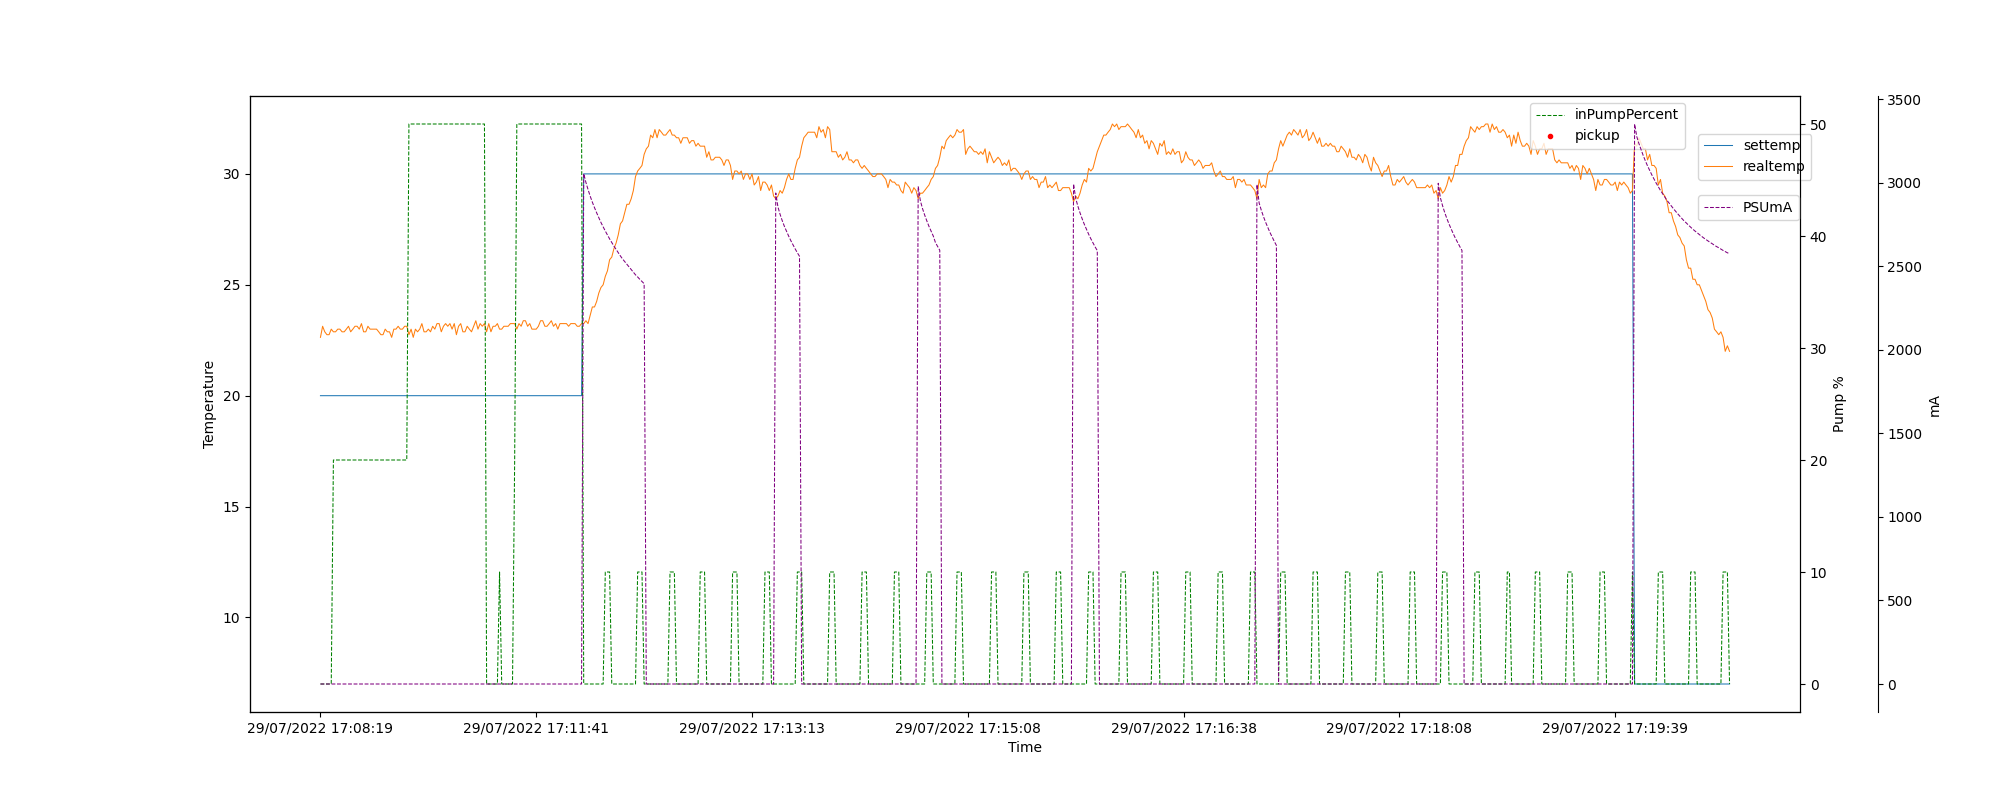 inPumpPercent
pickup
settemp
realtemp
PSUmA
Temperature
30
25
20
15
10
50
40
30
20
10
0
Pump %
3500
3000
2500
2000
1500
1000
500
0
mA
29/07/2022 17:08:19
29/07/2022 17:11:41
29/07/2022 17:13:13
29/07/2022 17:15:08
29/07/2022 17:16:38
29/07/2022 17:18:08
29/07/2022 17:19:39
Time